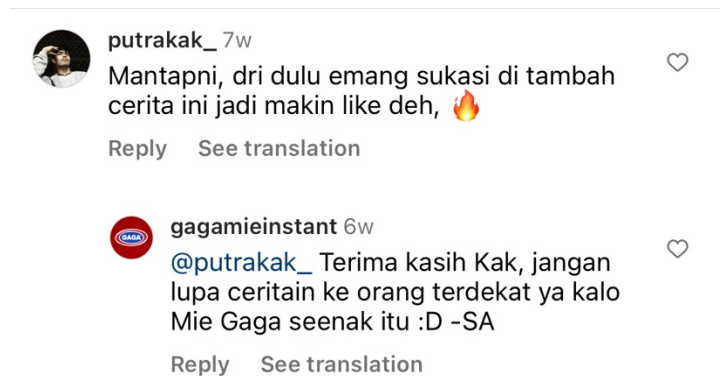 putrakak_ 7w
Mantapni, dri dulu emang sukasi di tambah
cerita ini jadi makin like deh, 🔥
Reply See translation
GAGA
gagamieinstant 6w
@putrakak_ Terima kasih Kak, jangan
lupa ceritain ke orang terdekat ya kalo
Mie Gaga seenak itu :D -SA
Reply See translation